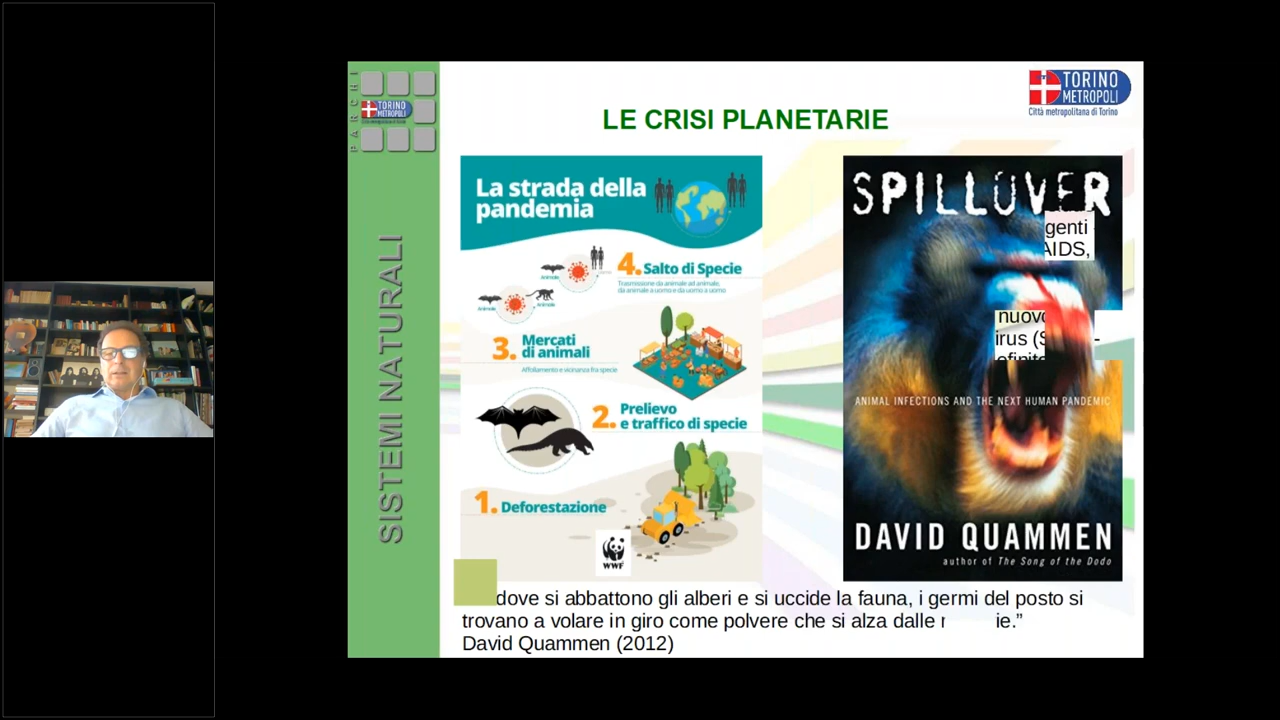 PARCHI
TORINO
METROPOLI
TORINO
METROPOLI
Città metropolitana di Torino
LE CRISI PLANETARIE
SISTEMI NATURALI
La strada della
pandemia
4. Salto di Specie
Trasmissione da animale ad animale,
da animale a uomo e da uomo a uomo
Animale
Animale
Animale
3. Mercati
di animali
Affollamento e vicinanza fra specie
2. Prelievo
e traffico di specie
1. Deforestazione
WWF
SPILLOVER
genti
AIDS,
nuovo
irus (S -
ANIMAL INFECTIONS AND THE NEXT HUMAN PANDEMIC
DAVID QUAMMEN
author of The Song of the Dodo
dove si abbattono gli alberi e si uccide la fauna, i germi del posto si
trovano a volare in giro come polvere che si alza dalle ie.”
David Quammen (2012)